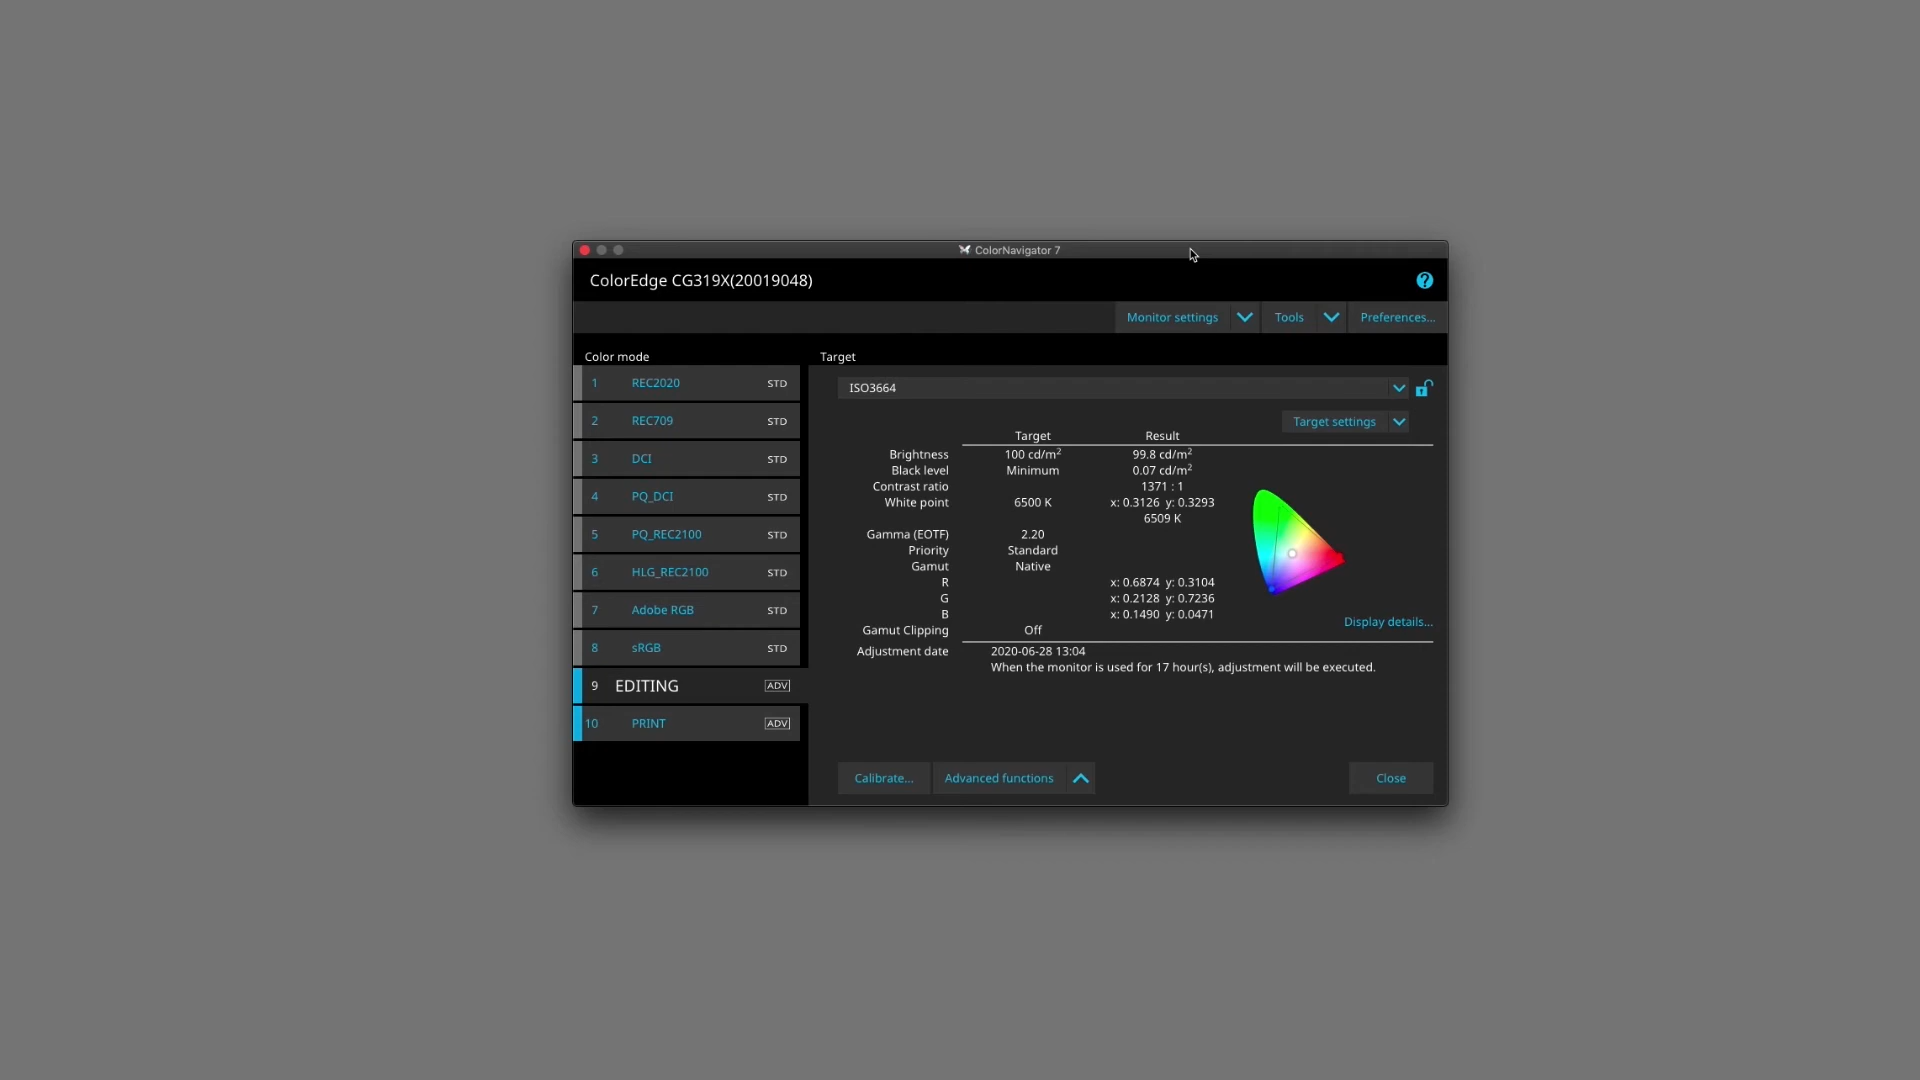 ColorNavigator 7
ColorEdge CG319X(20019048)
?
Monitor settings Tools Preferences...
Color mode
1 REC2020 STD
2 REC709 STD
3 DCI STD
4 PQ_DCI STD
5 PQ_REC2100 STD
6 HLG_REC2100 STD
7 Adobe RGB STD
8 sRGB STD
9 EDITING ADV
10 PRINT ADV
Target
ISO3664
Target settings
Target Result
Brightness 100 cd/m² 99.8 cd/m²
Black level Minimum 0.07 cd/m²
Contrast ratio 1371 : 1
White point 6500 K x: 0.3126 y: 0.3293
6509 K
Gamma (EOTF) 2.20
Priority Standard
Gamut Native
R x: 0.6874 y: 0.3104
G x: 0.2128 y: 0.7236
B x: 0.1490 y: 0.0471
Display details...
Gamut Clipping Off
Adjustment date 2020-06-28 13:04
When the monitor is used for 17 hour(s), adjustment will be executed.
Calibrate... Advanced functions Close